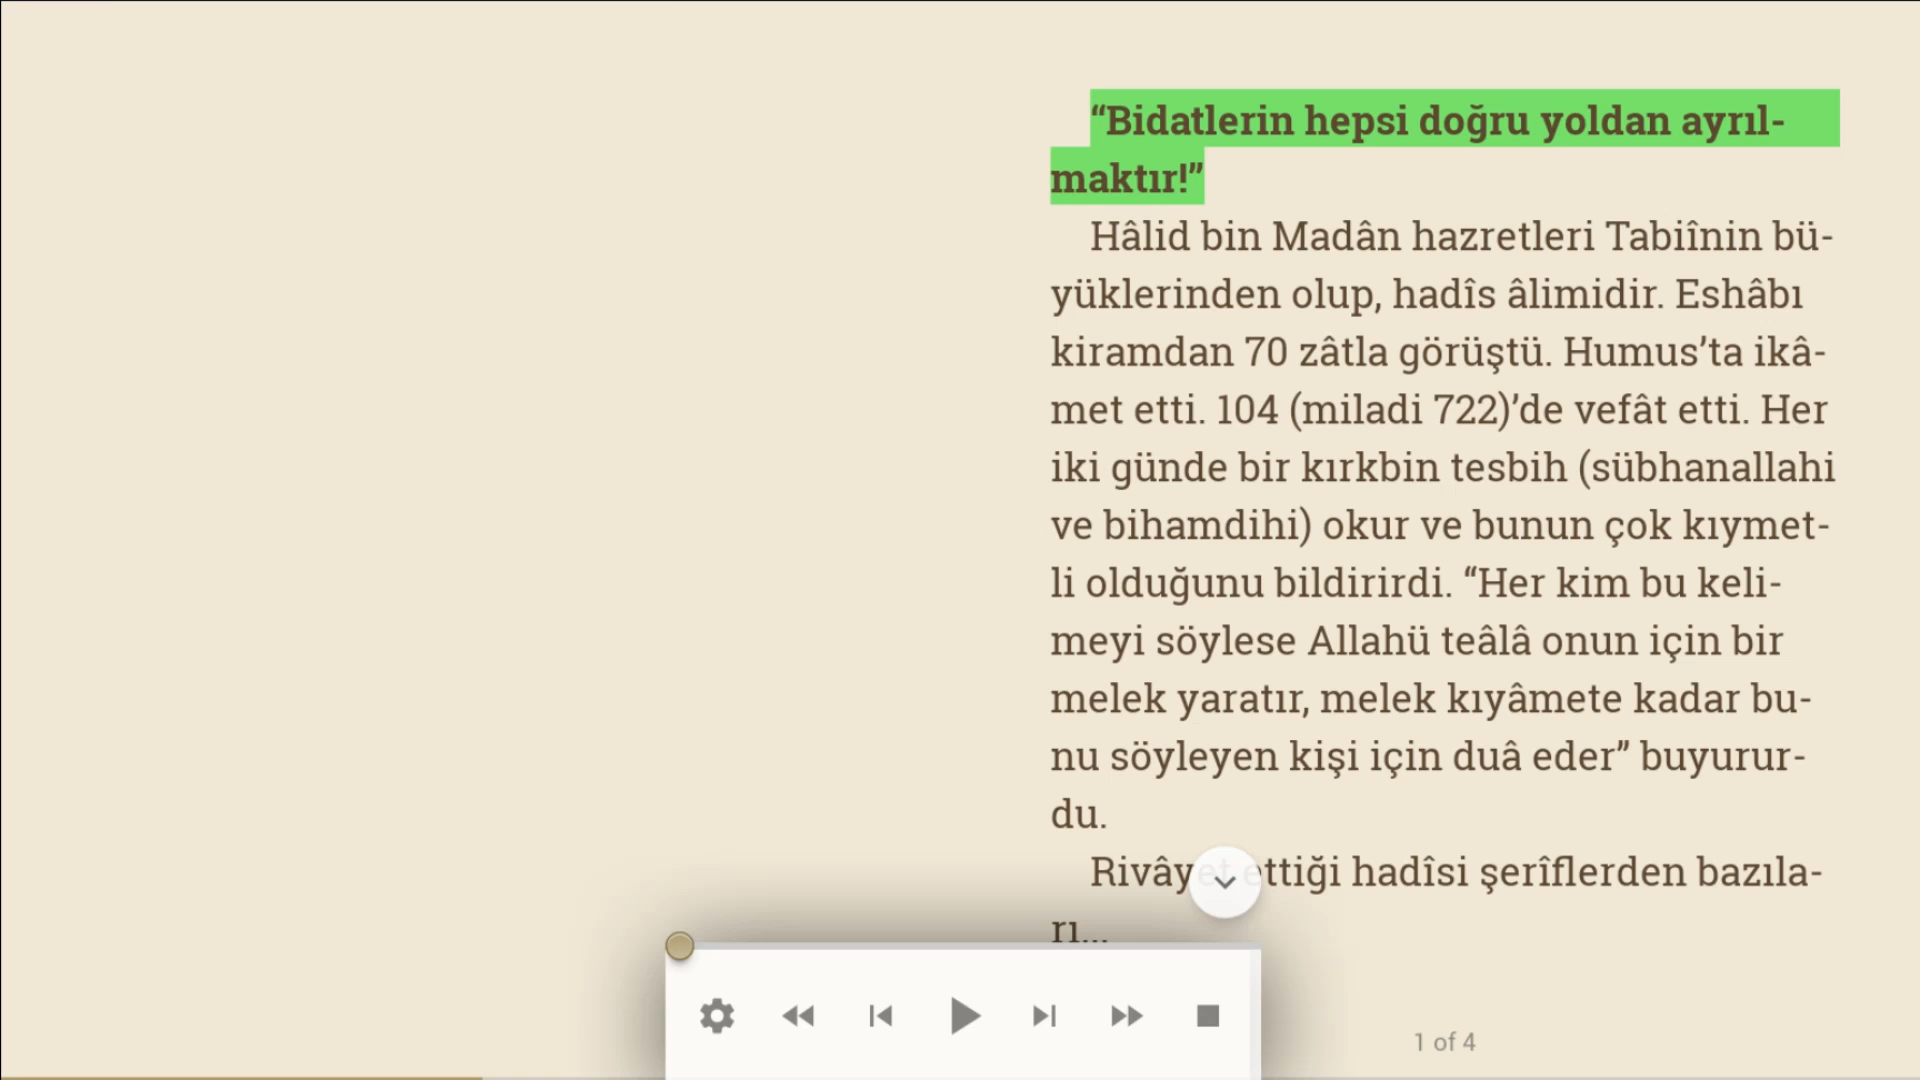 “Bidatlerin hepsi doğru yoldan ayrıl-
maktır!”
Hâlid bin Madân hazretleri Tabiînin bü-
yüklerinden olup, hadîs âlimidir. Eshâbı
kiramdan 70 zâtla görüştü. Humus’ta ikâ-
met etti. 104 (miladi 722)’de vefât etti. Her
iki günde bir kırkbin tesbih (sübhanallahi
ve bihamdihi) okur ve bunun çok kıymet-
li olduğunu bildirirdi. “Her kim bu keli-
meyi söylese Allahü teâlâ onun için bir
melek yaratır, melek kıyâmete kadar bu-
nu söyleyen kişi için duâ eder” buyurur-
du.
Rivâyet ettiği hadîsi şerîflerden bazıla-
rı...
1 of 4